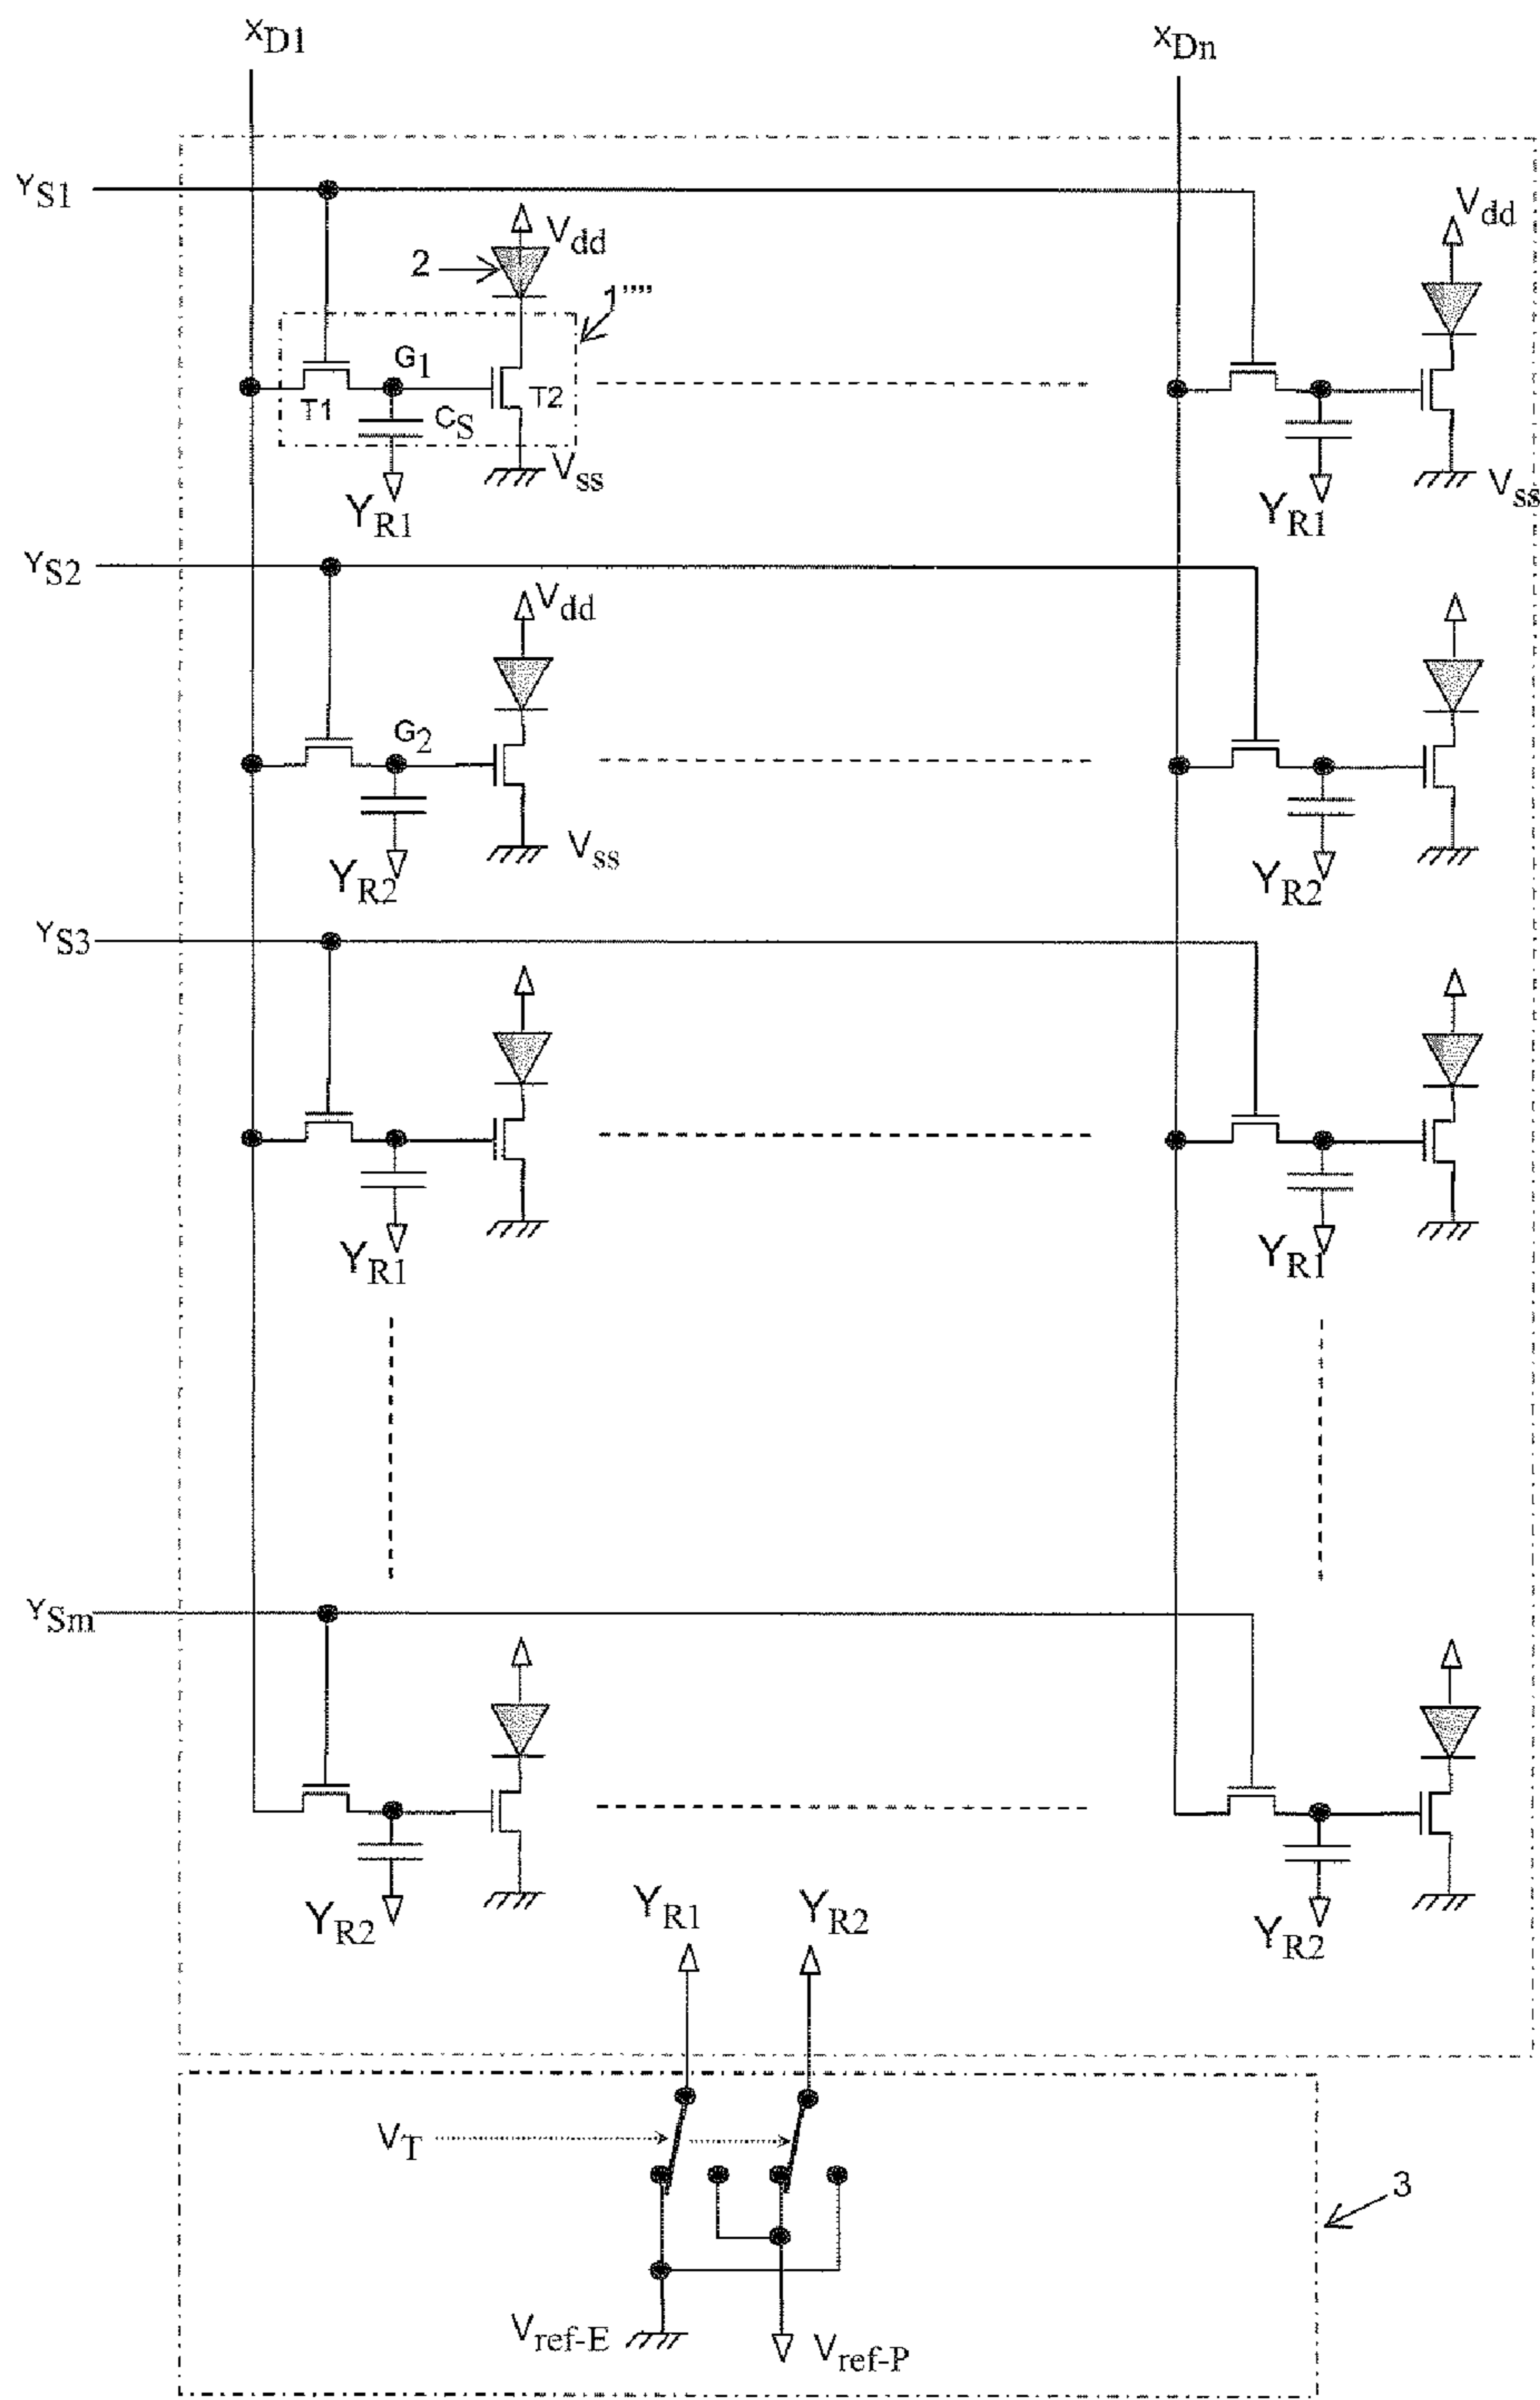 XD1 XDn
YS1
Vdd Vdd
2
1''''
G1
T1 CS T2
Vss Vss
YR1 YR1
YS2
Vdd
G2
Vss
YR2 YR2
YS3
YR1 YR1
YSm
YR2 YR1 YR2 YR2
VT
3
Vref-E Vref-P